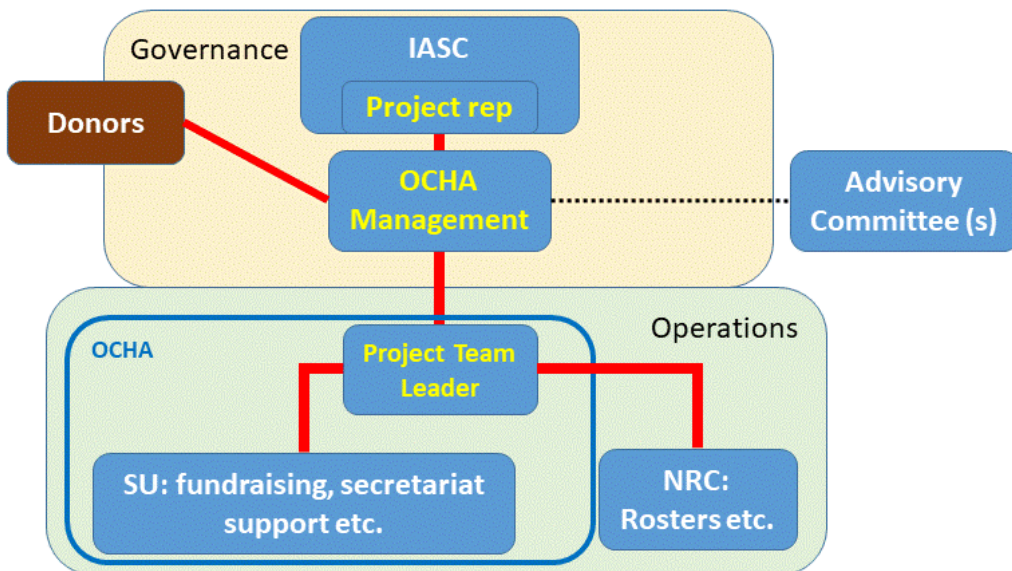 Governance
IASC
Project rep
Donors
OCHA
Management
Advisory
Committee (s)
Operations
OCHA
Project Team
Leader
SU: fundraising, secretariat
support etc.
NRC:
Rosters etc.